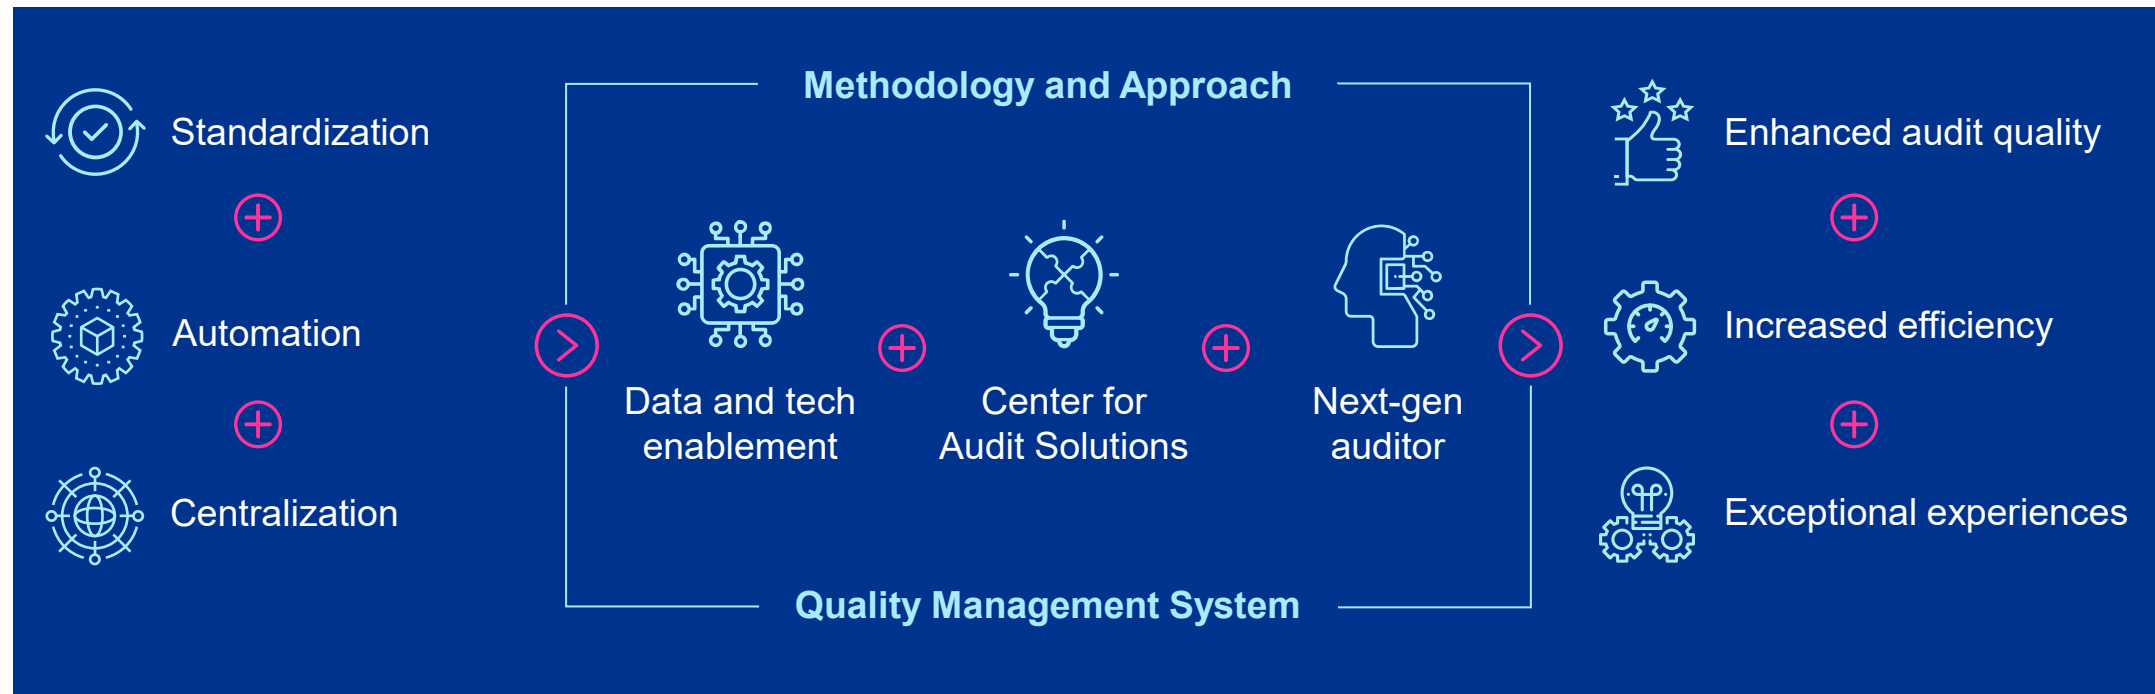 Standardization
Automation
Centralization
Methodology and Approach
Data and tech
enablement
Center for
Audit Solutions
Next-gen
auditor
Quality Management System
Enhanced audit quality
Increased efficiency
Exceptional experiences